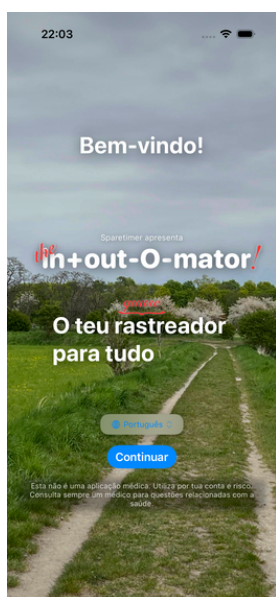 22:03
Bem-vindo!
Sparetimer apresenta
the in+out-O-mator!
O teu rastreador
para tudo
Português
Continuar
Esta não é uma aplicação médica. Utiliza por tua conta e risco.
Consulta sempre um médico para questões relacionadas com a
saúde.